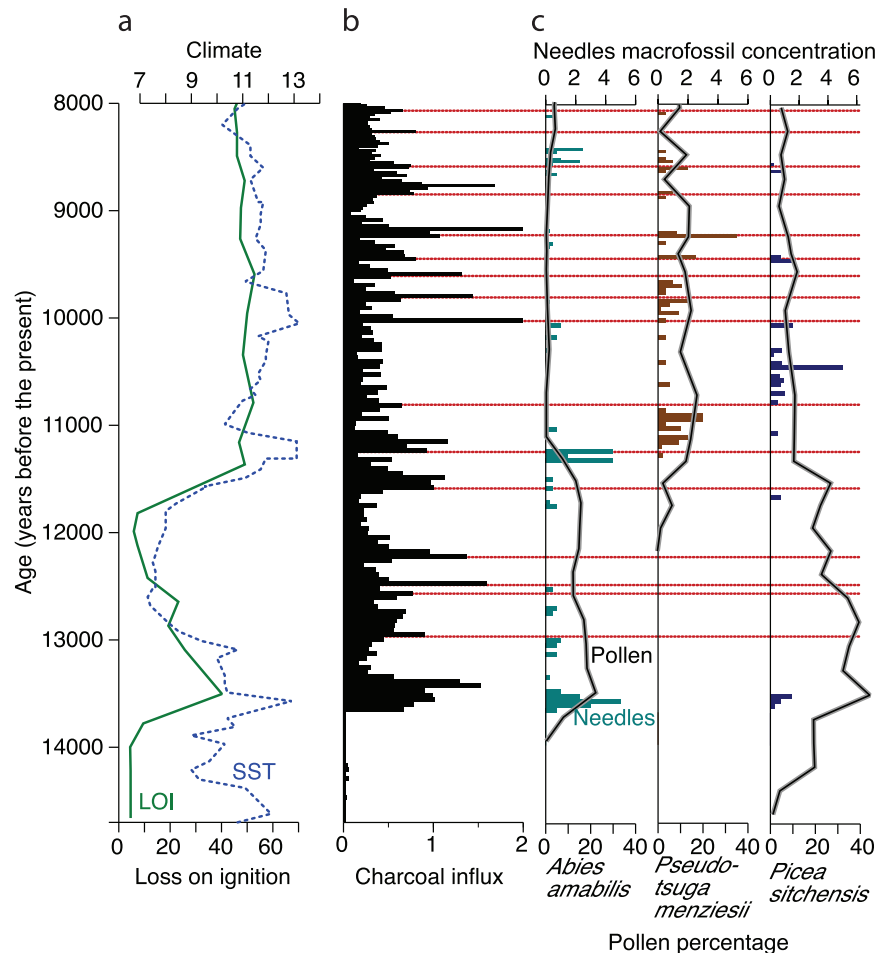 a
b
c
Climate
Needles macrofossil concentration
7 9 11 13
0 2 4 6
0 2 4 6
0 2 4 6
8000
9000
10000
11000
12000
13000
14000
Age (years before the present)
Pollen
Needles
SST
LOI
0 20 40 60
0 1 2
0 20 40
0 20 40
0 20 40
Loss on ignition
Charcoal influx
Abies
amabilis
Pseudo-
tsuga
menziesii
Picea
sitchensis
Pollen percentage